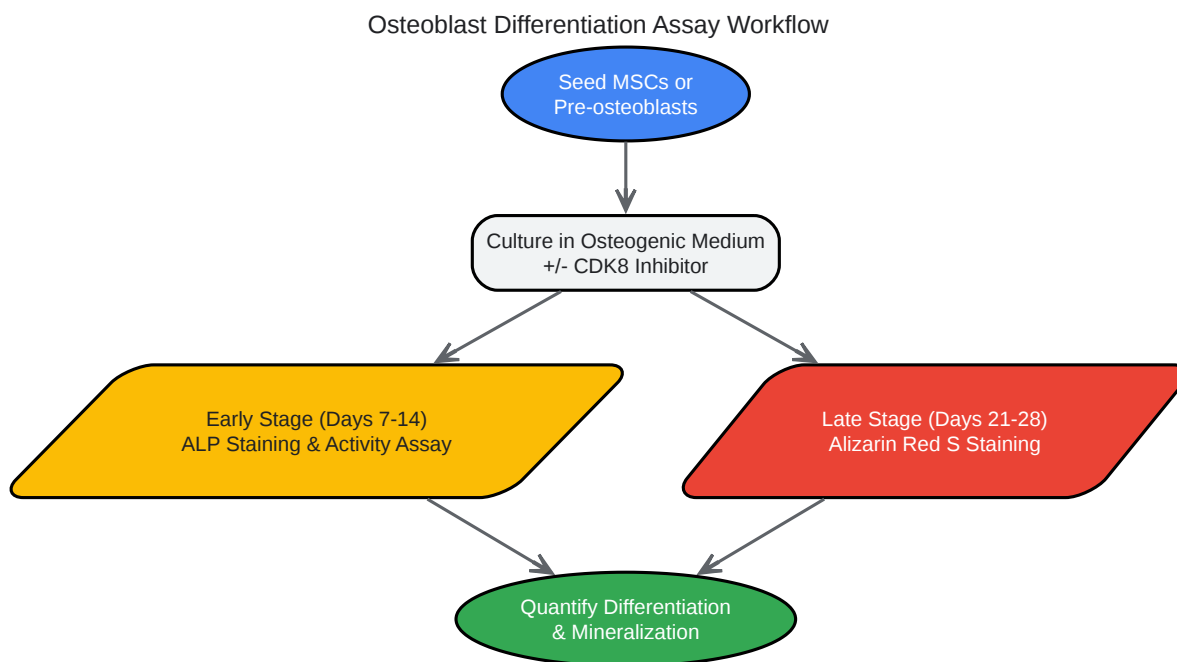 Osteoblast Differentiation Assay Workflow
Seed MSCs or
Pre-osteoblasts
Culture in Osteogenic Medium
+/- CDK8 Inhibitor
Early Stage (Days 7-14)
ALP Staining & Activity Assay
Late Stage (Days 21-28)
Alizarin Red S Staining
Quantify Differentiation
& Mineralization